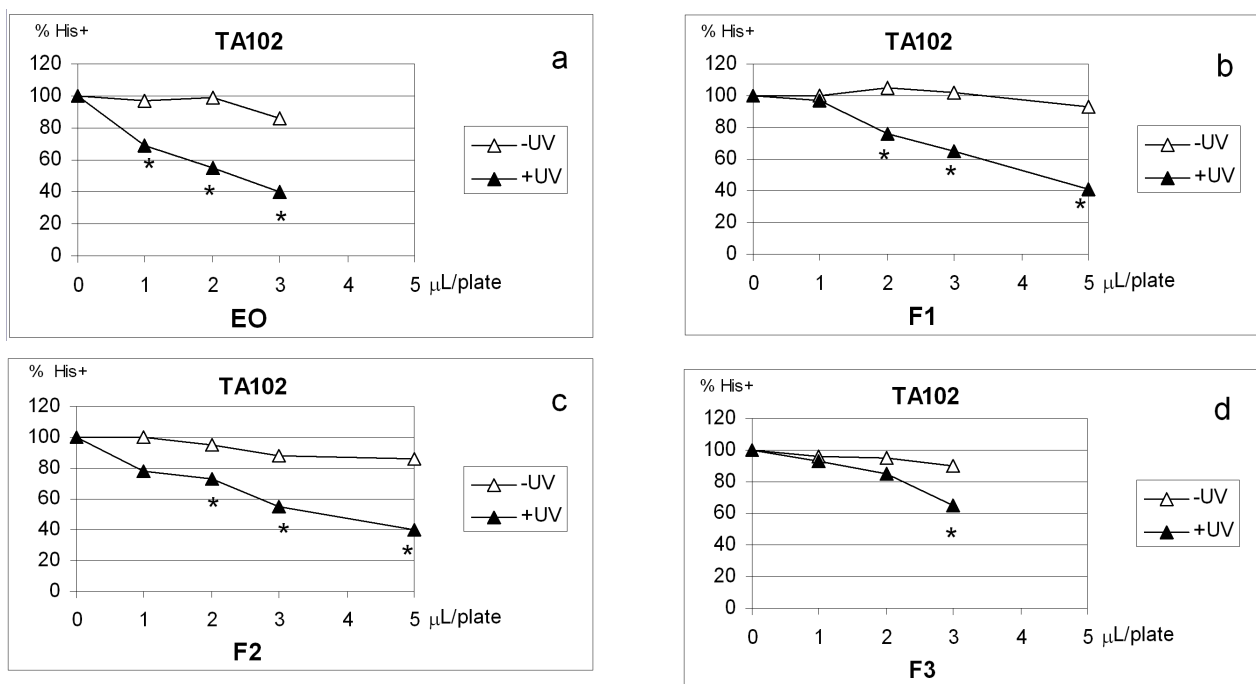 % His+
TA102
a
120
100
80
60
40
20
0
*
*
*
0 1 2 3 4 5 μL/plate
EO
-UV
+UV
% His+
TA102
b
120
100
80
60
40
20
0
*
*
*
0 1 2 3 4 5 μL/plate
F1
-UV
+UV
% His+
TA102
c
120
100
80
60
40
20
0
*
*
*
0 1 2 3 4 5 μL/plate
F2
-UV
+UV
% His+
TA102
d
120
100
80
60
40
20
0
*
0 1 2 3 4 5 μL/plate
F3
-UV
+UV